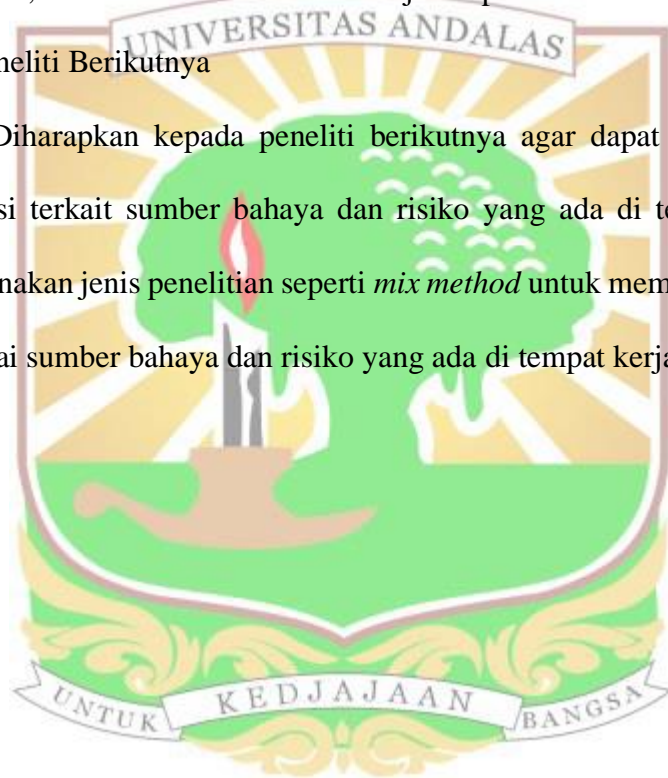 UNIVERSITAS ANDALAS
neliti Berikutnya
Diharapkan kepada peneliti berikutnya agar dapat
si terkait sumber bahaya dan risiko yang ada di te
nakan jenis penelitian seperti mix method untuk mem
ai sumber bahaya dan risiko yang ada di tempat kerja
UNTUK KEDJAJAAN BANGSA